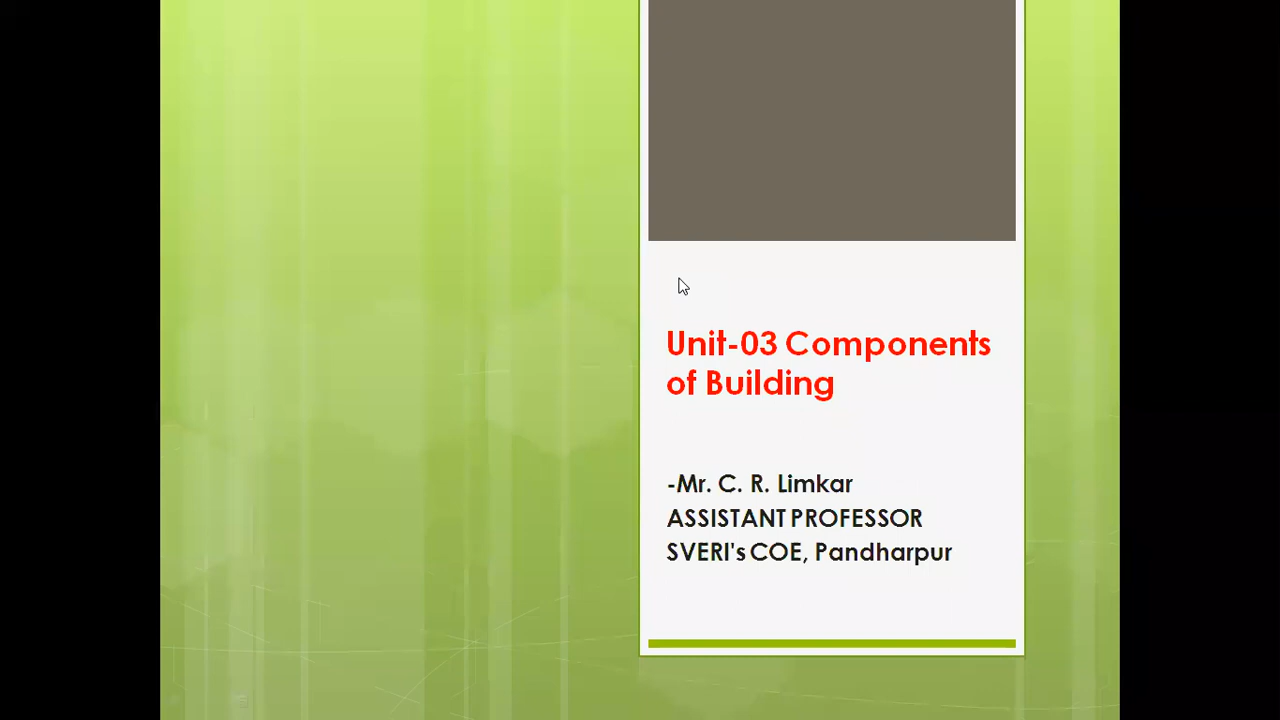 Unit-03 Components
of Building
-Mr. C. R. Limkar
ASSISTANT PROFESSOR
SVERI's COE, Pandharpur